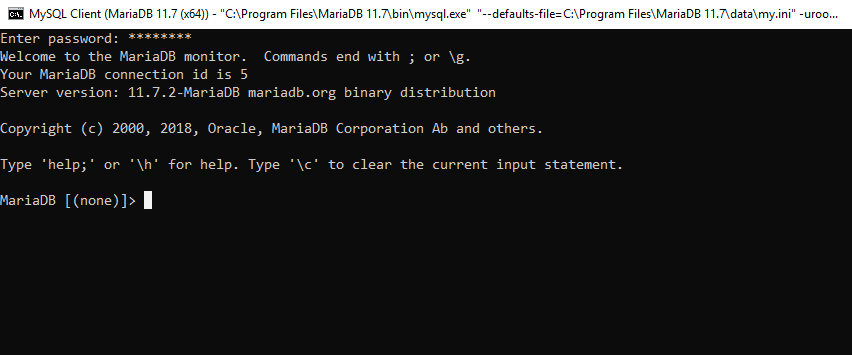 MySQL Client (MariaDB 11.7 (x64)) - "C:\Program Files\MariaDB 11.7\bin\mysql.exe" "--defaults-file=C:\Program Files\MariaDB 11.7\data\my.ini" -uroo...
Enter password: ********
Welcome to the MariaDB monitor.  Commands end with ; or \g.
Your MariaDB connection id is 5
Server version: 11.7.2-MariaDB mariadb.org binary distribution
Copyright (c) 2000, 2018, Oracle, MariaDB Corporation Ab and others.
Type 'help;' or '\h' for help. Type '\c' to clear the current input statement.
MariaDB [(none)]>